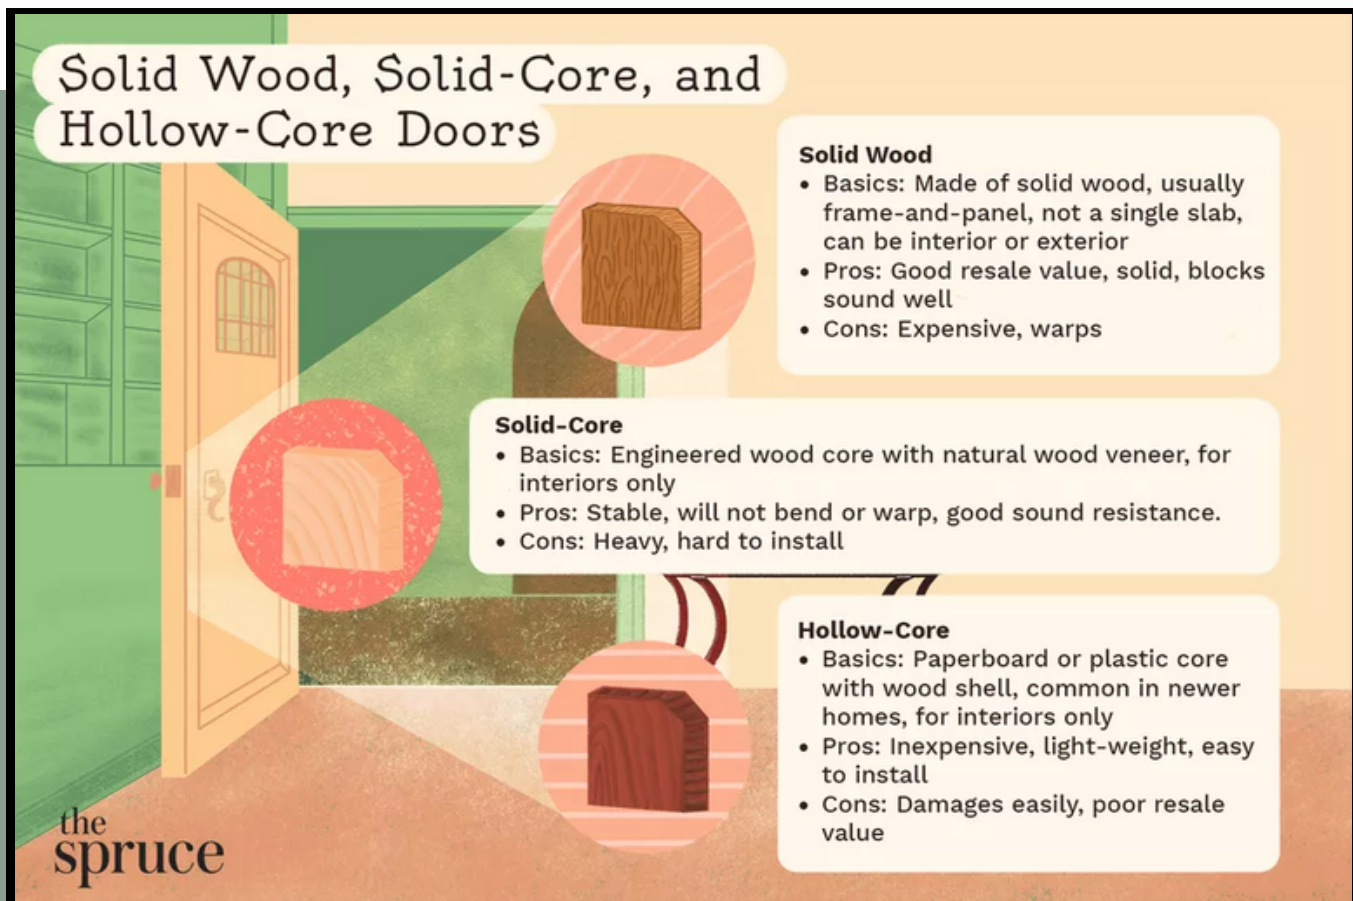 Solid Wood, Solid-Core, and
Hollow-Core Doors
Solid Wood
• Basics: Made of solid wood, usually
frame-and-panel, not a single slab,
can be interior or exterior
• Pros: Good resale value, solid, blocks
sound well
• Cons: Expensive, warps
Solid-Core
• Basics: Engineered wood core with natural wood veneer, for
interiors only
• Pros: Stable, will not bend or warp, good sound resistance.
• Cons: Heavy, hard to install
Hollow-Core
• Basics: Paperboard or plastic core
with wood shell, common in newer
homes, for interiors only
• Pros: Inexpensive, light-weight, easy
to install
• Cons: Damages easily, poor resale
value
the
spruce